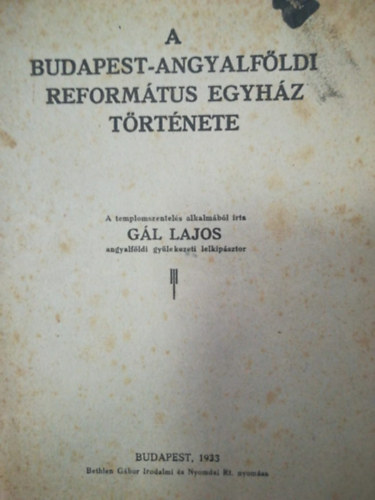 A
BUDAPEST-ANGYALFÖLDI
REFORMÁTUS EGYHÁZ
TÖRTÉNETE
A templomszentelés alkalmából írta
GÁL LAJOS
angyalföldi gyülekezeti lelkipásztor
BUDAPEST, 1933
Bethlen Gábor Irodalmi és Nyomdai Rt. nyomása